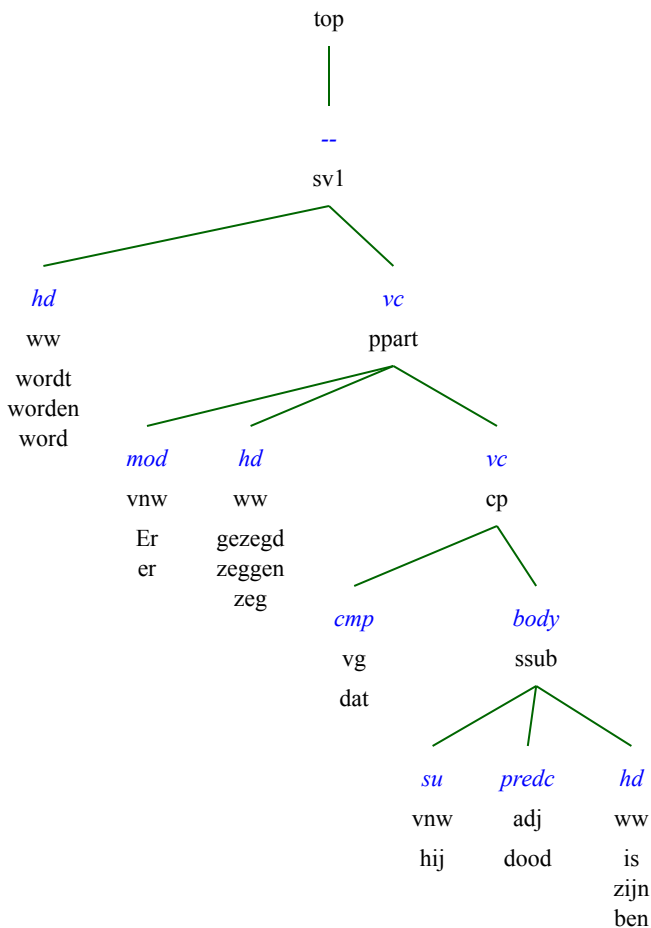 top
--
sv1
hd vc
ww ppart
wordt
worden
word
mod hd vc
vnw ww cp
Er gezegd
er zeggen
zeg
cmp body
vg ssub
dat
su predc hd
vnw adj ww
hij dood is
zijn
ben